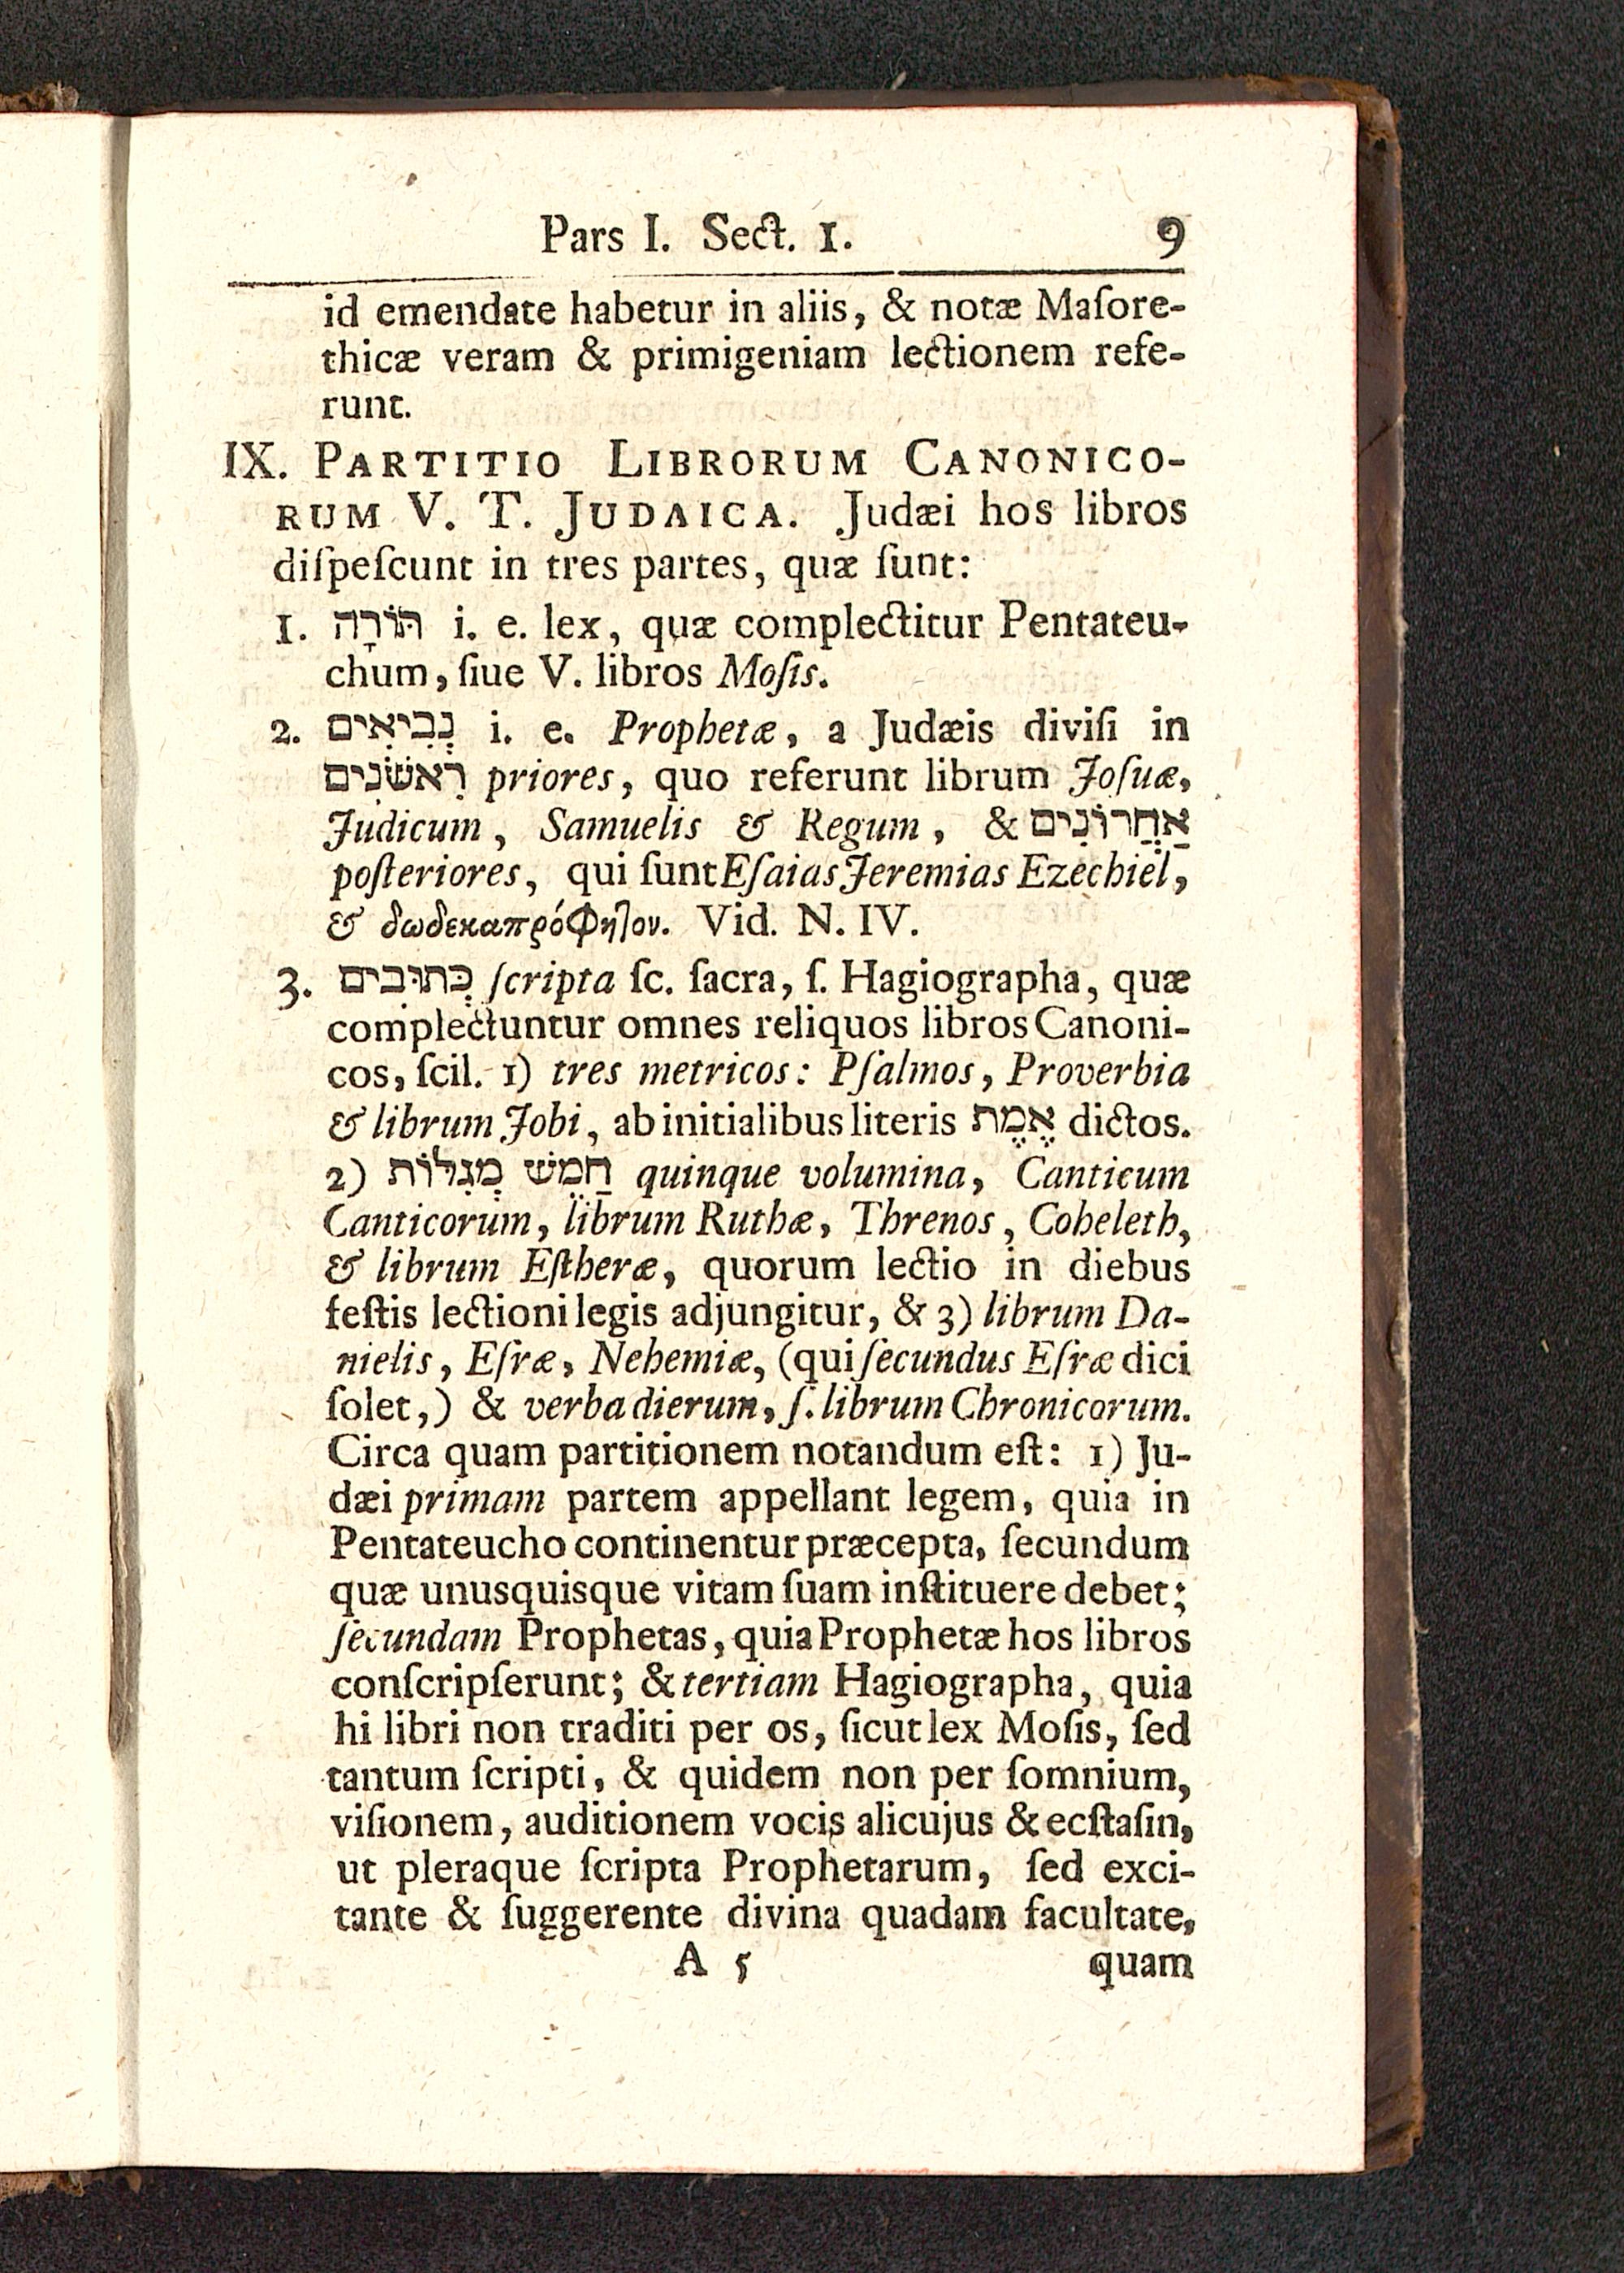 Pars I. Sect. 1. 9
id emendate habetur in aliis, & notæ Maſore-
thicæ veram & primigeniam lectionem refe-
runt.
IX. PARTITIO LIBRORUM CANONICO-
RUM V. T. JUDAICA. Judæi hos libros
diſpeſcunt in tres partes, quæ ſunt:
1. תּוֹרָה i. e. lex, quæ complectitur Pentateu-
chum, ſiue V. libros Moſis.
2. נְבִיאִים i. e. Prophetæ, a Judæis diviſi in
רִאשֹׁנִים priores, quo referunt librum Joſuæ,
Judicum, Samuelis & Regum, & אַחֲרוֹנִים
poſteriores, qui ſunt Eſaias Jeremias Ezechiel,
& δωδεκαπρόφηλον. Vid. N. IV.
3. כְּתוּבִים ſcripta ſc. ſacra, ſ. Hagiographa, quæ
complectuntur omnes reliquos libros Canoni-
cos, ſcil. 1) tres metricos: Pſalmos, Proverbia
& librum Jobi, ab initialibus literis אֱמֶת dictos.
2) חַמֵשׁ מְגִלּוֹת quinque volumina, Canticum
Canticorum, librum Ruthæ, Threnos, Coheleth,
& librum Eſtheræ, quorum lectio in diebus
feſtis lectioni legis adjungitur, & 3) librum Da-
nielis, Eſræ, Nehemiæ, (qui ſecundus Eſræ dici
ſolet,) & verba dierum, ſ. librum Chronicorum.
Circa quam partitionem notandum eſt: 1) Ju-
dæi primam partem appellant legem, quia in
Pentateucho continentur præcepta, ſecundum
quæ unusquisque vitam ſuam inſtituere debet;
ſecundam Prophetas, quia Prophetæ hos libros
conſcripſerunt; & tertiam Hagiographa, quia
hi libri non traditi per os, ſicut lex Moſis, ſed
tantum ſcripti, & quidem non per ſomnium,
viſionem, auditionem vocis alicujus & ecſtaſin,
ut pleraque ſcripta Prophetarum, ſed exci-
tante & ſuggerente divina quadam facultate,
A 5 quam